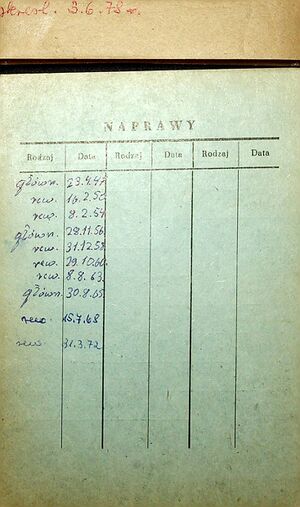 skreśl. 3.6.78 r.
NAPRAWY
Rodzaj Data Rodzaj Data Rodzaj Data
główn. 23.4.47
rew. 16.2.50
rew. 8.2.54
główn. 28.11.56
rew. 31.12.58
rew. 29.10.60
rew. 8.8.63
główn. 30.8.65
rew. 15.7.68
rew. 31.3.72